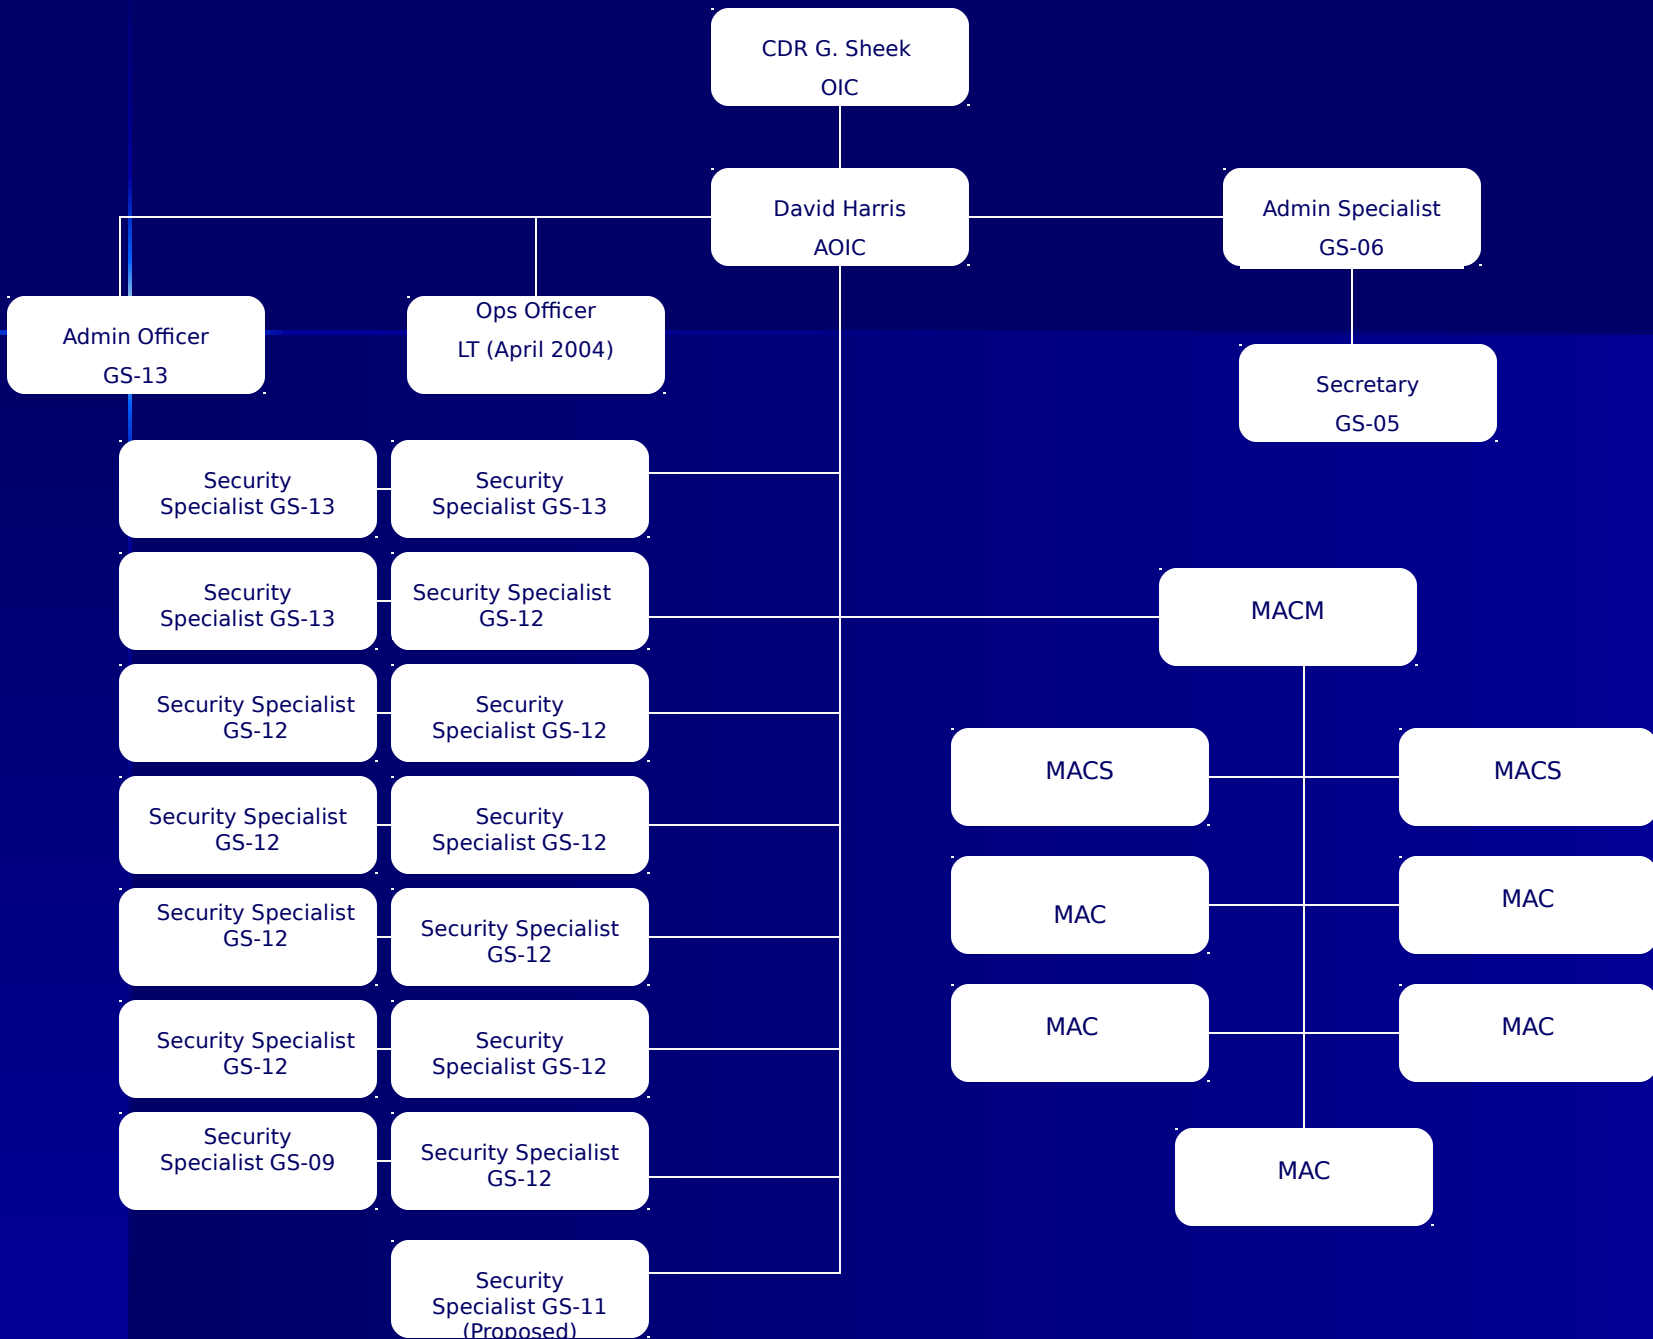 CDR G. Sheek
OIC
David Harris
AOIC
Admin Specialist
GS-06
Admin Officer
GS-13
Ops Officer
LT (April 2004)
Secretary
GS-05
Security
Specialist GS-13
Security
Specialist GS-13
Security
Specialist GS-13
Security Specialist
GS-12
Security Specialist
GS-12
Security
Specialist GS-12
Security Specialist
GS-12
Security
Specialist GS-12
Security Specialist
GS-12
Security Specialist
GS-12
Security Specialist
GS-12
Security
Specialist GS-12
Security
Specialist GS-09
Security Specialist
GS-12
Security
Specialist GS-11
(Proposed)
MACM
MACS
MACS
MAC
MAC
MAC
MAC
MAC